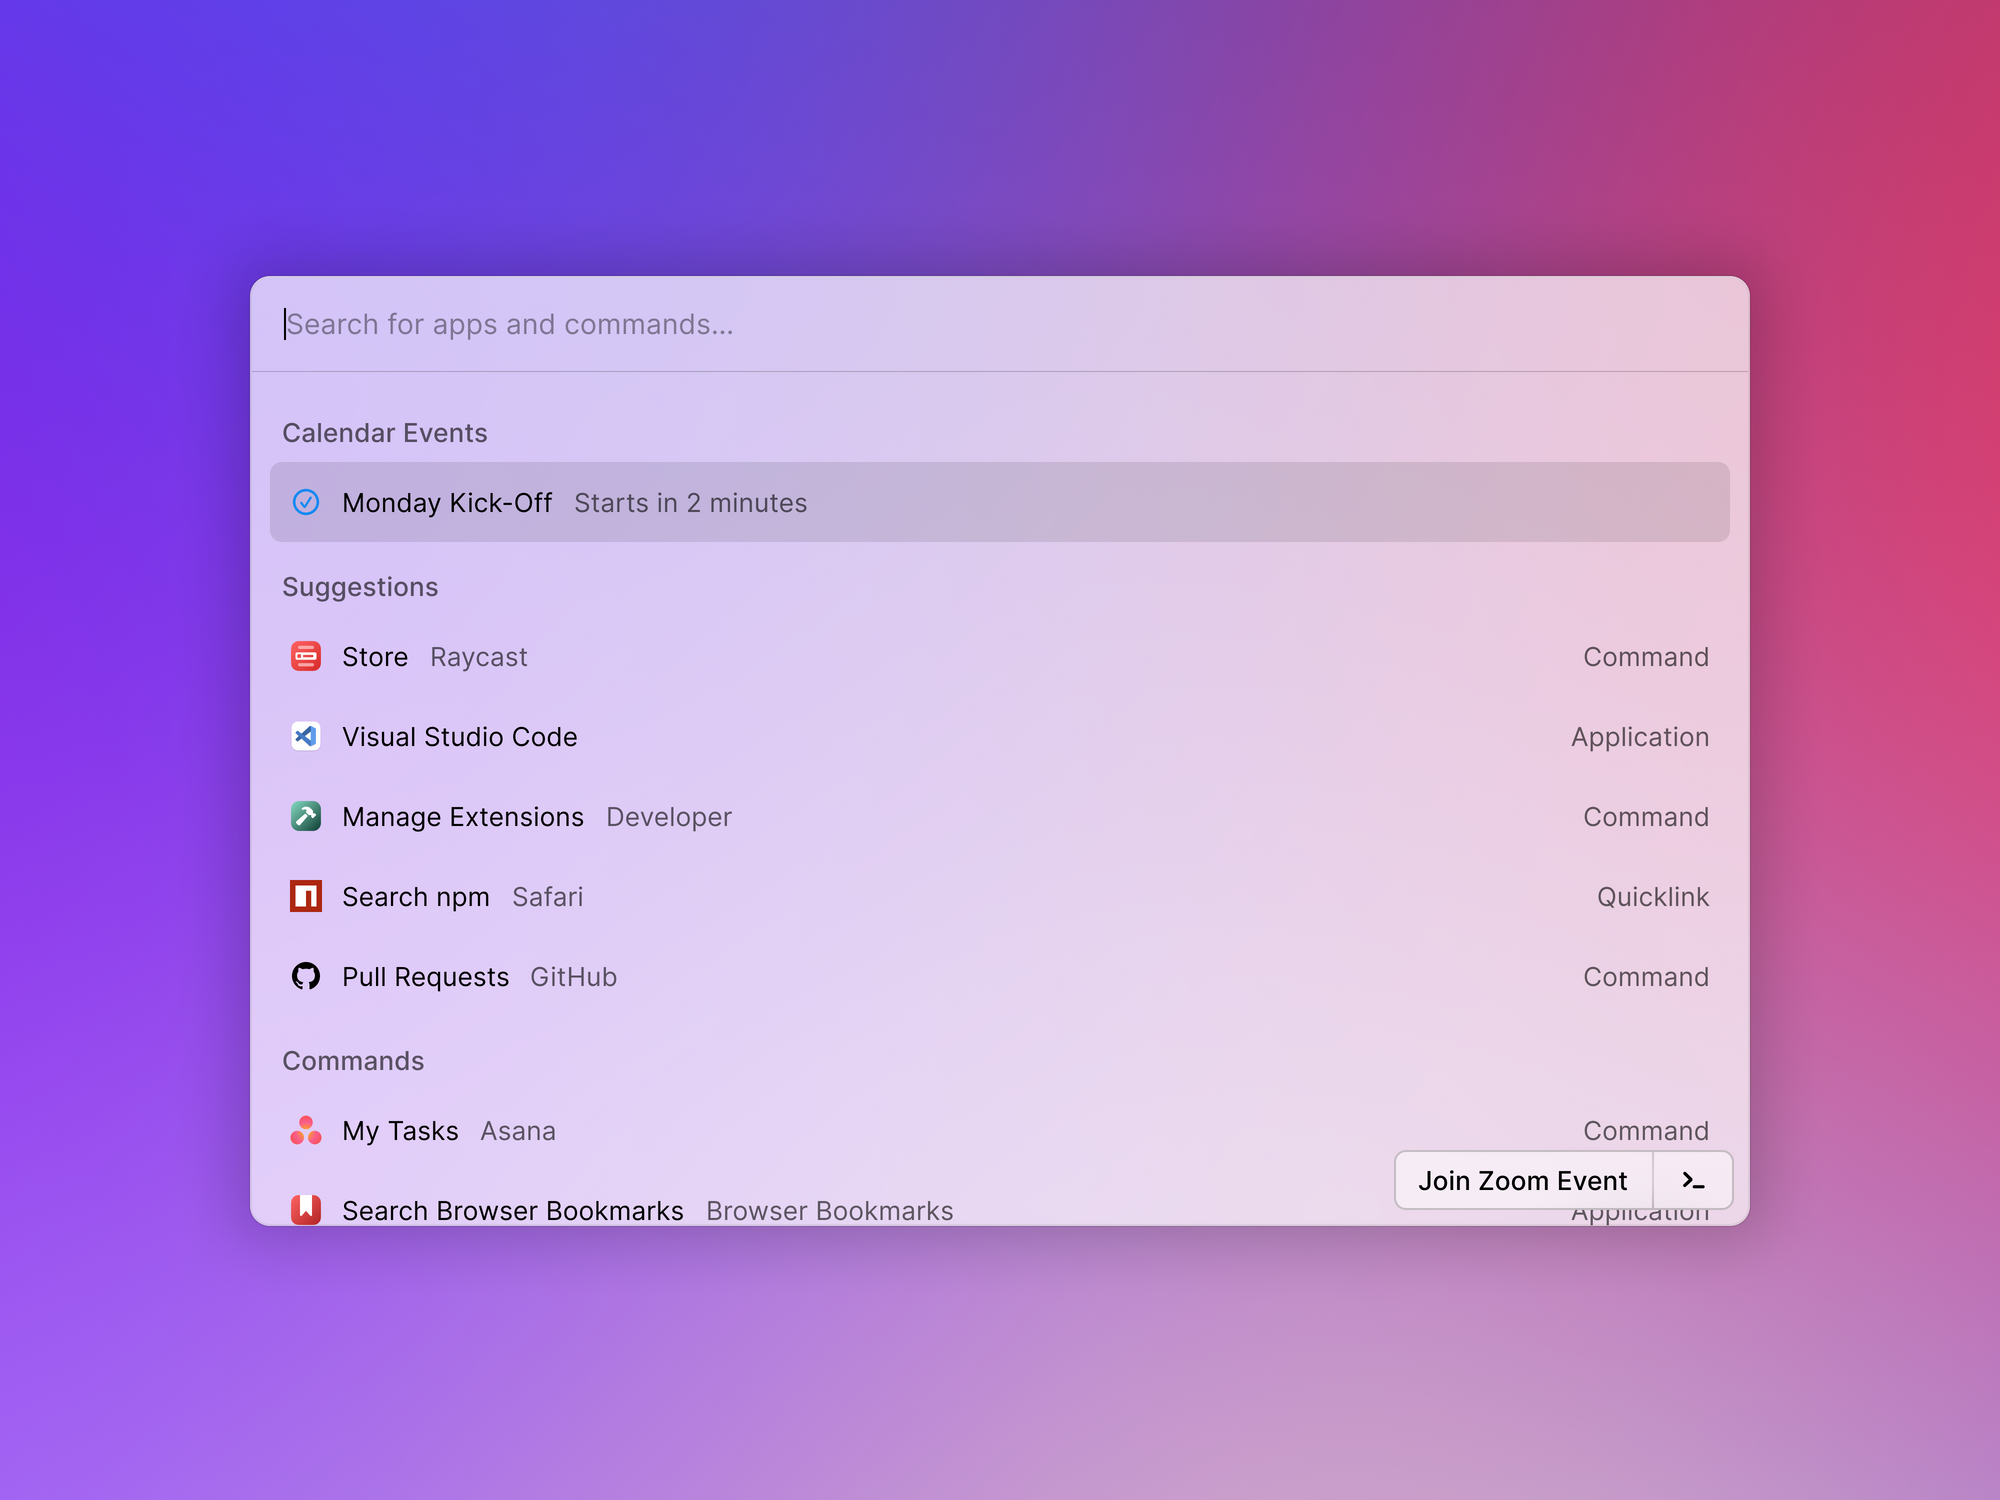 Search for apps and commands...
Calendar Events
Monday Kick-Off Starts in 2 minutes
Suggestions
Store Raycast Command
Visual Studio Code Application
Manage Extensions Developer Command
Search npm Safari Quicklink
Pull Requests GitHub Command
Commands
My Tasks Asana Command
Join Zoom Event
Search Browser Bookmarks Browser Bookmarks Application